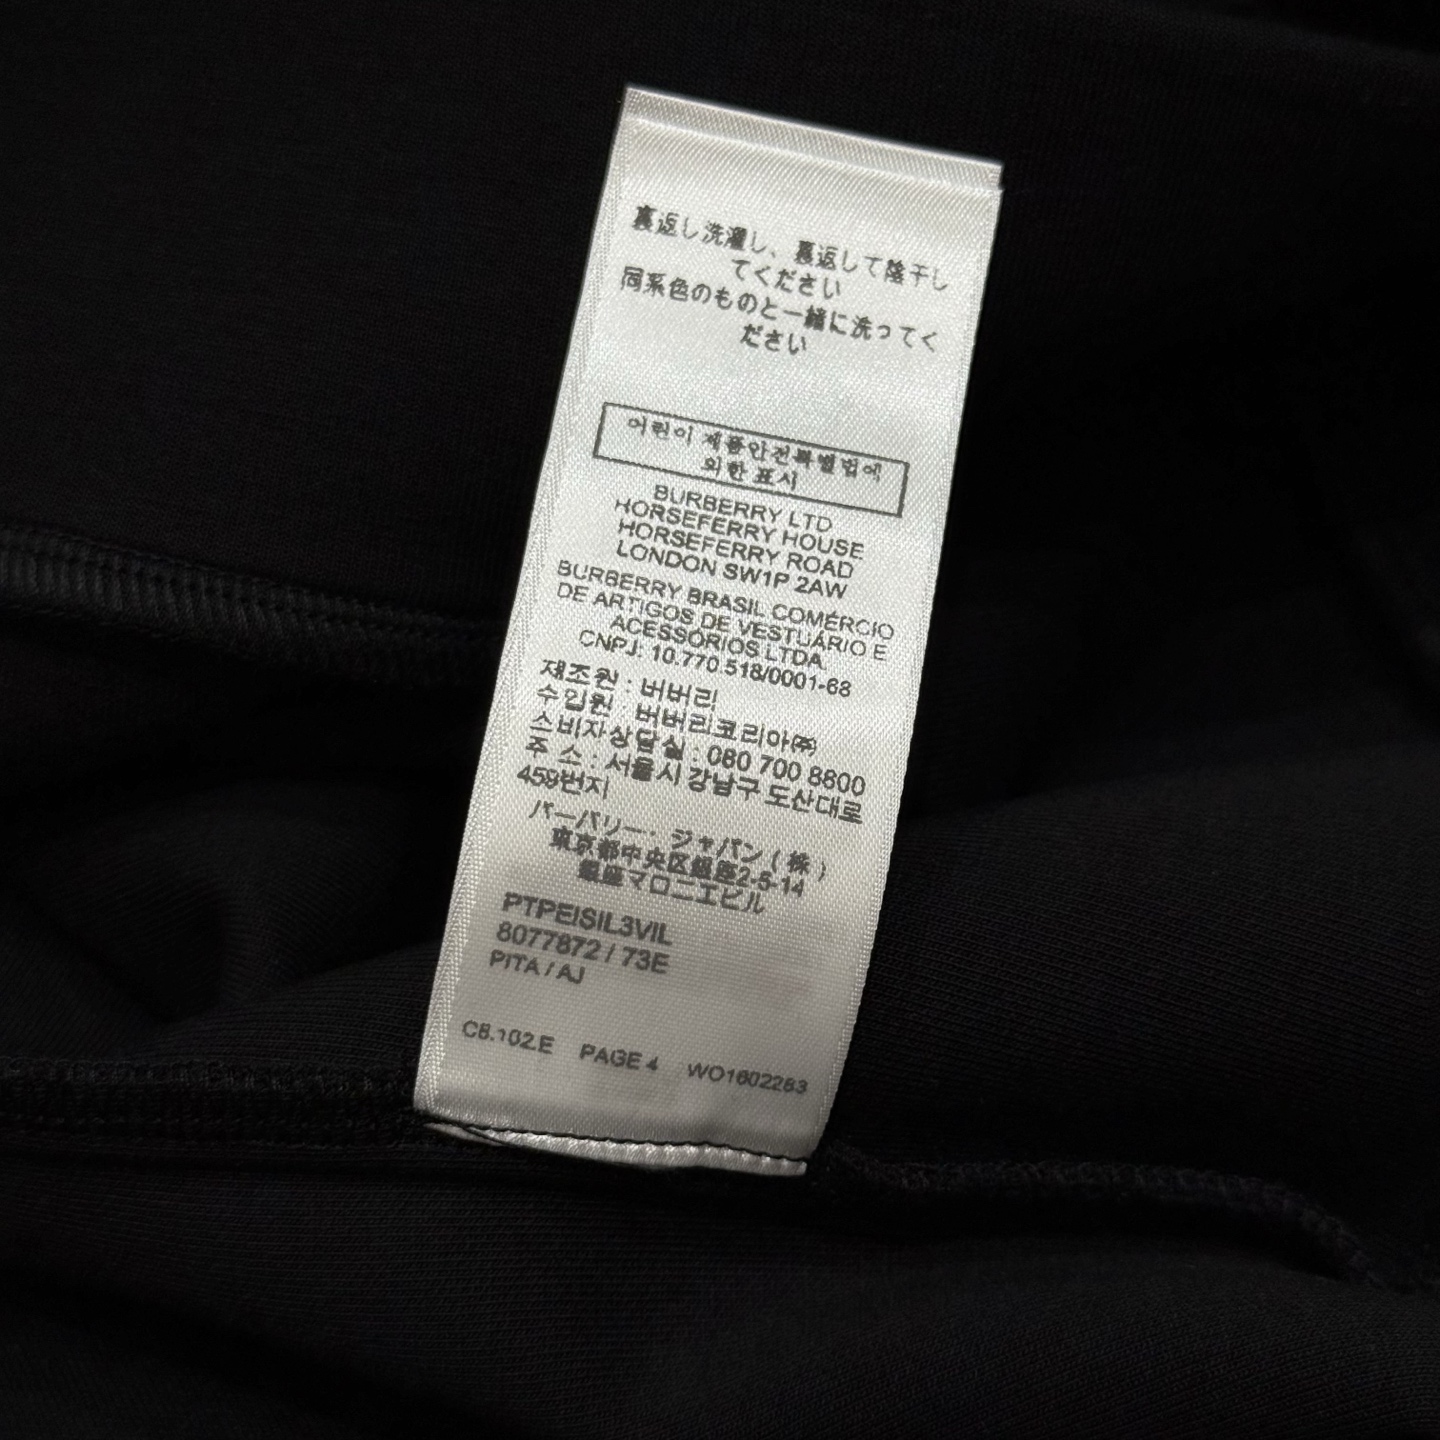 裏返し洗濯し、裏返して陰干し
てください
同系色のものと一緒に洗ってく
ださい
어린이 제품안전특별법에
의한 표시
BURBERRY LTD
HORSEFERRY HOUSE
HORSEFERRY ROAD
LONDON SW1P 2AW
BURBERRY BRASIL COMÉRCIO
DE ARTIGOS DE VESTUÁRIO E
ACESSÓRIOS LTDA.
CNPJ: 10.770.518/0001-68
제조원 : 버버리
수입원 : 버버리코리아㈜
소비자상담실 : 080 700 8800
주 소 : 서울시 강남구 도산대로
459번지
バーバリー・ジャパン(株)
東京都中央区銀座2-5-14
銀座マロニエビル
PTPEISIL3VIL
8077872 / 73E
PITA / AJ
C8.102.E PAGE 4 WO1602283